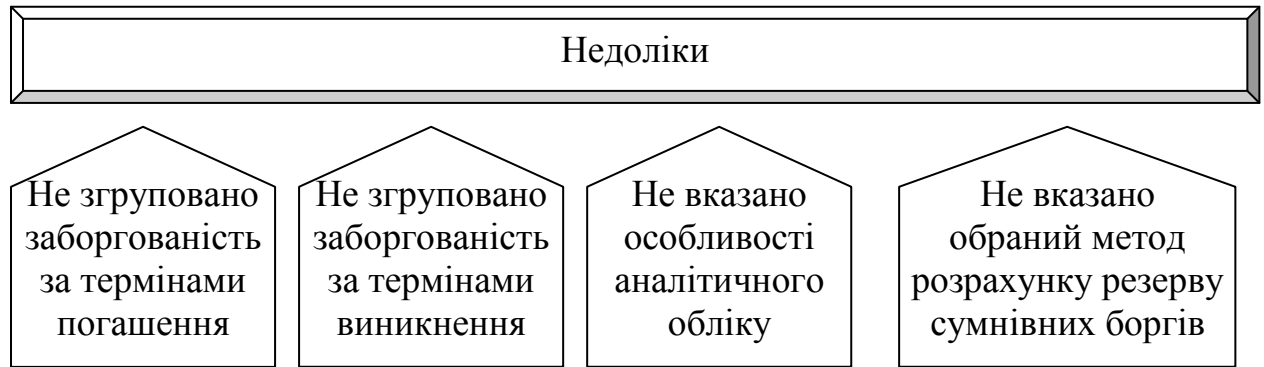 Недоліки
Не згруповано
заборгованість
за термінами
погашення
Не згруповано
заборгованість
за термінами
виникнення
Не вказано
особливості
аналітичного
обліку
Не вказано
обраний метод
розрахунку резерву
сумнівних боргів